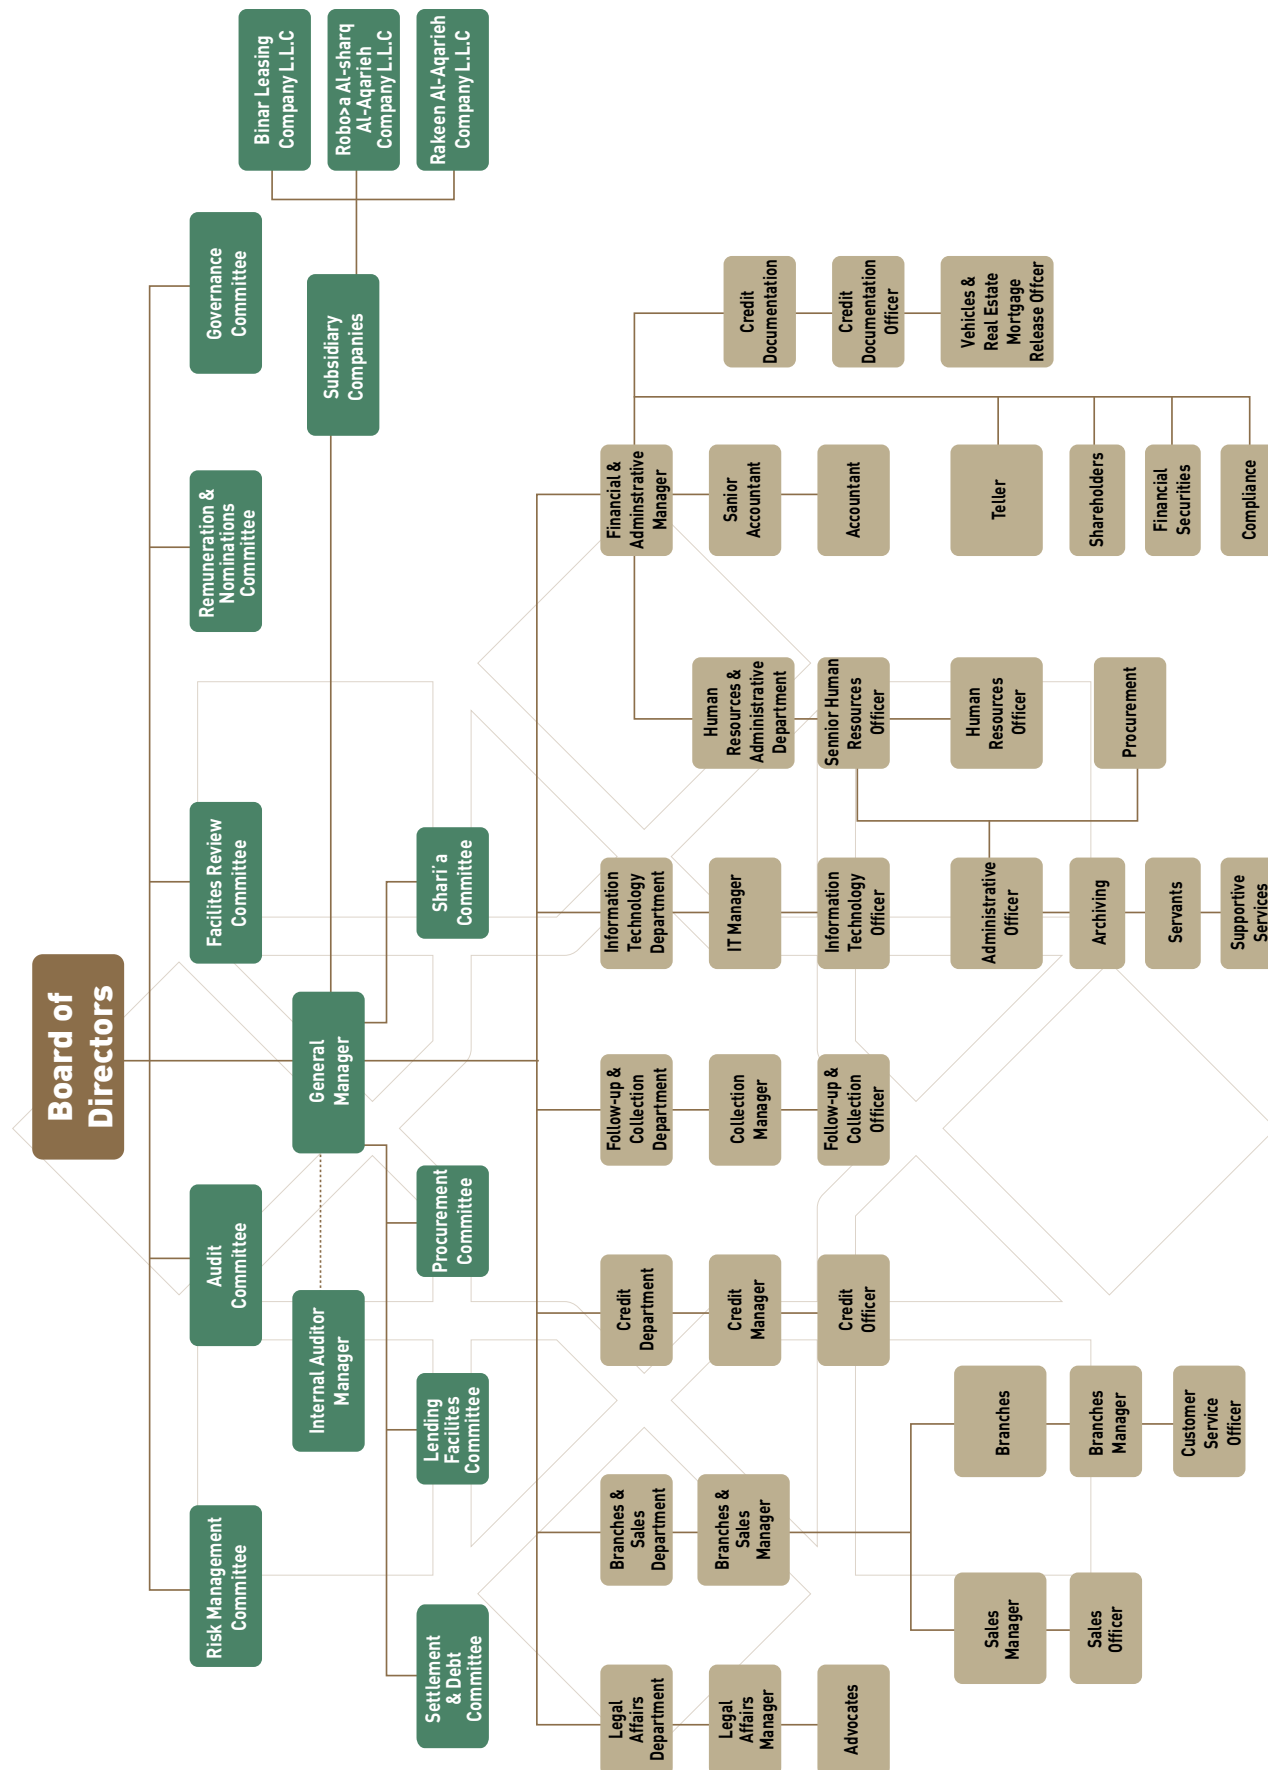 Board of
Directors
Risk Management
Committee
Audit
Committee
Facilites Review
Committee
Remuneration &
Nominations
Committee
Governance
Committee
Internal Auditor
Manager
General
Manager
Subsidiary
Companies
Binar Leasing
Company L.L.C
Robo>a Al-sharq
Al-Aqarieh
Company L.L.C
Rakeen Al-Aqarieh
Company L.L.C
Settlement
& Debt
Committee
Lending
Facilites
Committee
Procurement
Committee
Shari'a
Committee
Legal
Affairs
Department
Legal
Affairs
Manager
Advocates
Branches &
Sales
Department
Branches &
Sales
Manager
Sales
Manager
Sales
Officer
Branches
Branches
Manager
Customer
Service
Officer
Credit
Department
Credit
Manager
Credit
Officer
Follow-up &
Collection
Department
Collection
Manager
Follow-up &
Collection
Officer
Information
Technology
Department
IT Manager
Information
Technology
Officer
Administrative
Officer
Archiving
Servants
Supportive
Services
Human
Resources &
Administrative
Department
Sennior Human
Resources
Officer
Human
Resources
Officer
Procurement
Financial &
Adminstrative
Manager
Sanior
Accountant
Accountant
Teller
Shareholders
Financial
Securities
Compliance
Credit
Documentation
Credit
Documentation
Officer
Vehicles &
Real Estate
Mortgage
Release Offcer